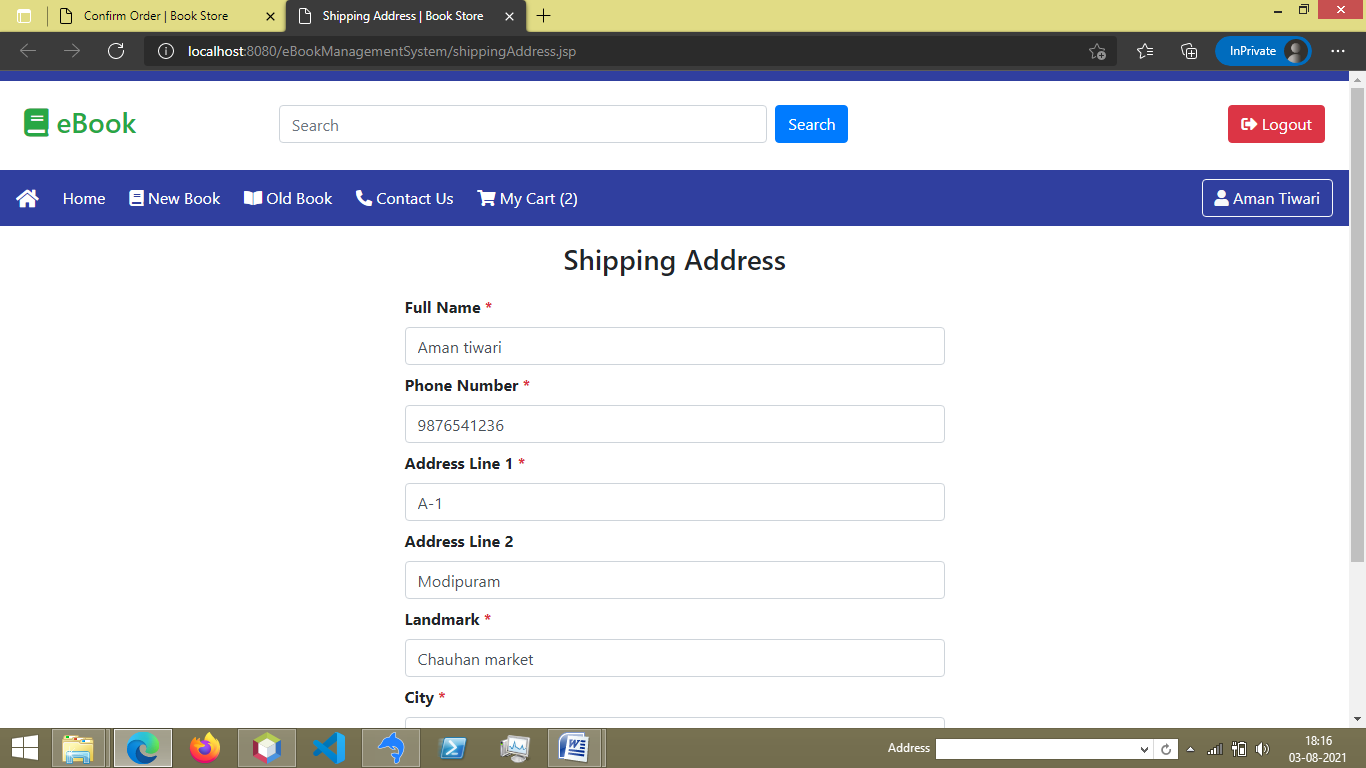 Confirm Order | Book Store
Shipping Address | Book Store
localhost:8080/eBookManagementSystem/shippingAddress.jsp
InPrivate
eBook
Search
Search
Logout
Home
New Book
Old Book
Contact Us
My Cart (2)
Aman Tiwari
Shipping Address
Full Name *
Aman tiwari
Phone Number *
9876541236
Address Line 1 *
A-1
Address Line 2
Modipuram
Landmark *
Chauhan market
City *
Address
18:16
03-08-2021